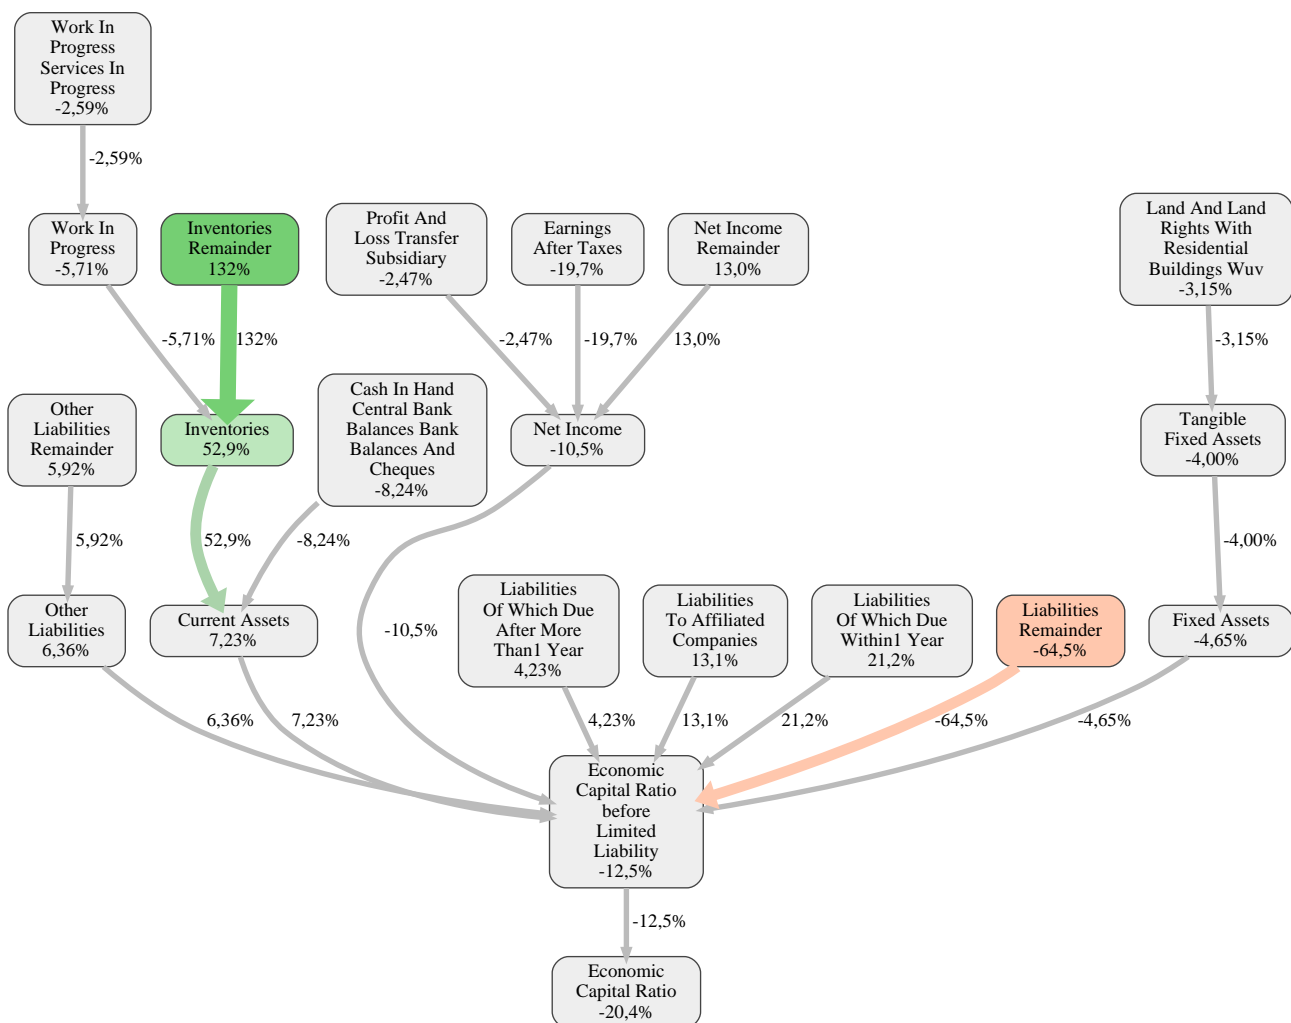 Work In
Progress
Services In
Progress
-2,59%
-2,59%
Work In
Progress
-5,71%
Inventories
Remainder
132%
Profit And
Loss Transfer
Subsidiary
-2,47%
Earnings
After Taxes
-19,7%
Net Income
Remainder
13,0%
Land And Land
Rights With
Residential
Buildings Wuv
-3,15%
-5,71%
132%
-2,47%
-19,7%
13,0%
-3,15%
Other
Liabilities
Remainder
5,92%
Inventories
52,9%
Cash In Hand
Central Bank
Balances Bank
Balances And
Cheques
-8,24%
Net Income
-10,5%
Tangible
Fixed Assets
-4,00%
5,92%
52,9%
-8,24%
-4,00%
Other
Liabilities
6,36%
Current Assets
7,23%
-10,5%
Liabilities
Of Which Due
After More
Than1 Year
4,23%
Liabilities
To Affiliated
Companies
13,1%
Liabilities
Of Which Due
Within1 Year
21,2%
Liabilities
Remainder
-64,5%
Fixed Assets
-4,65%
6,36%
7,23%
4,23%
13,1%
21,2%
-64,5%
-4,65%
Economic
Capital Ratio
before
Limited
Liability
-12,5%
-12,5%
Economic
Capital Ratio
-20,4%